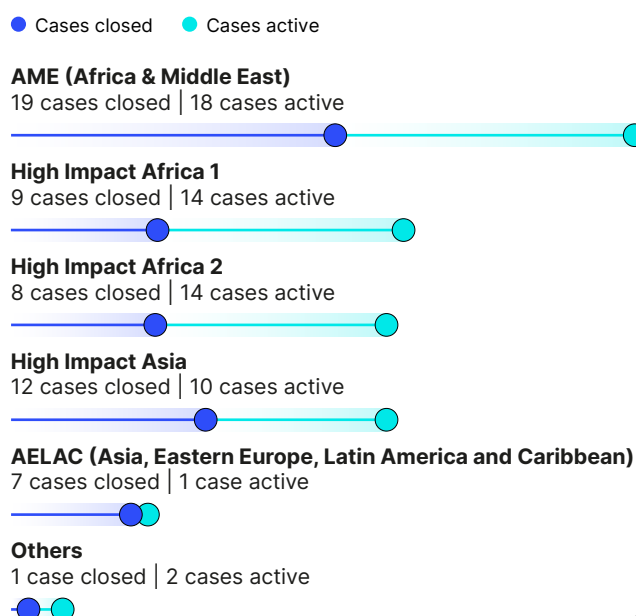 Cases closed Cases active
AME (Africa & Middle East)
19 cases closed | 18 cases active
High Impact Africa 1
9 cases closed | 14 cases active
High Impact Africa 2
8 cases closed | 14 cases active
High Impact Asia
12 cases closed | 10 cases active
AELAC (Asia, Eastern Europe, Latin America and Caribbean)
7 cases closed | 1 case active
Others
1 case closed | 2 cases active